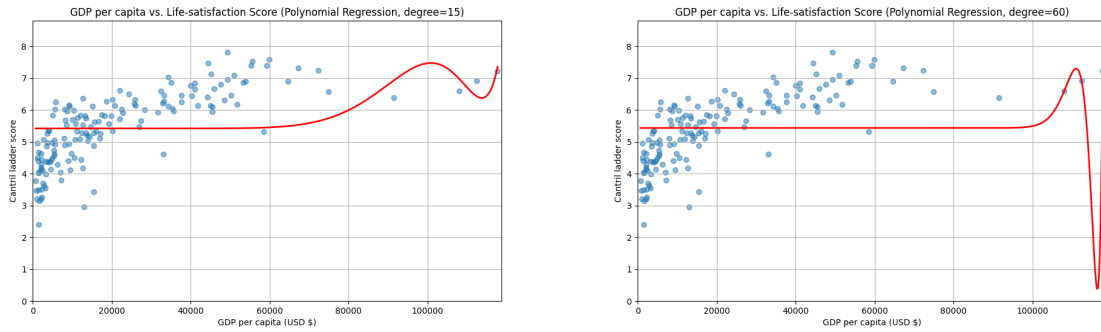 GDP per capita vs. Life-satisfaction Score (Polynomial Regression, degree=15)
8
7
6
5
4
3
2
1
0
Cantril ladder score
0 20000 40000 60000 80000 100000
GDP per capita (USD $)
GDP per capita vs. Life-satisfaction Score (Polynomial Regression, degree=60)
8
7
6
5
4
3
2
1
0
Cantril ladder score
0 20000 40000 60000 80000 100000
GDP per capita (USD $)